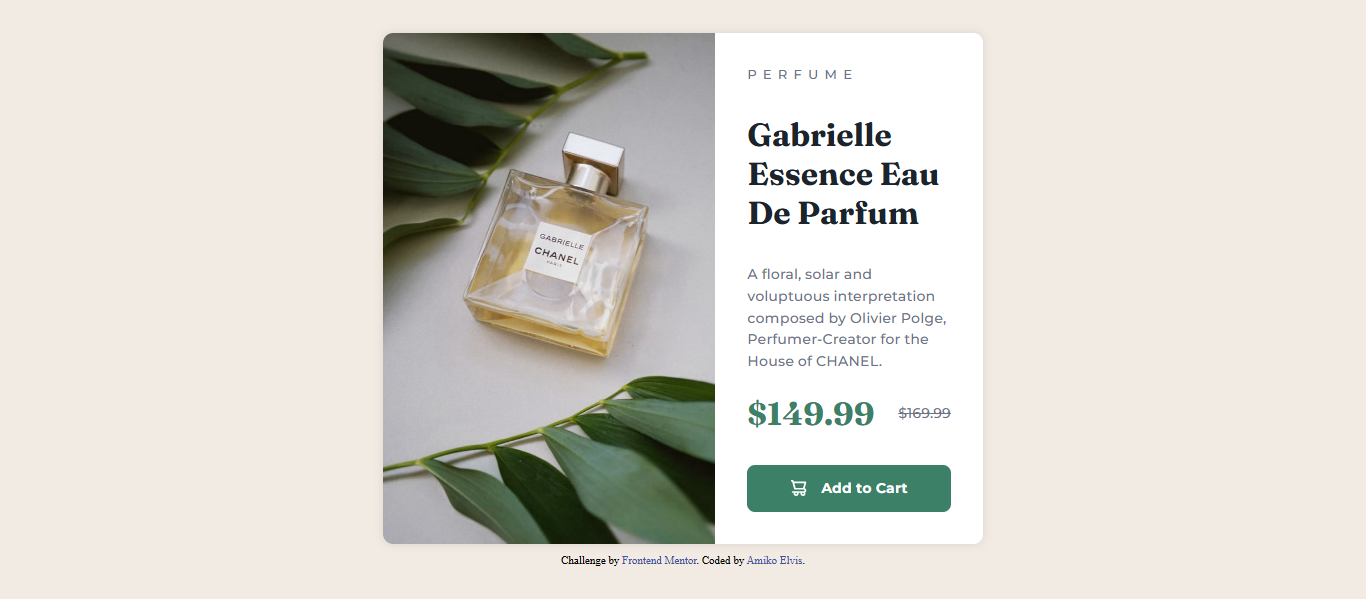 PERFUME
Gabrielle
Essence Eau
De Parfum
A floral, solar and
voluptuous interpretation
composed by Olivier Polge,
Perfumer-Creator for the
House of CHANEL.
$149.99 $169.99
Add to Cart
GABRIELLE
CHANEL
PARIS
Challenge by Frontend Mentor. Coded by Amiko Elvis.